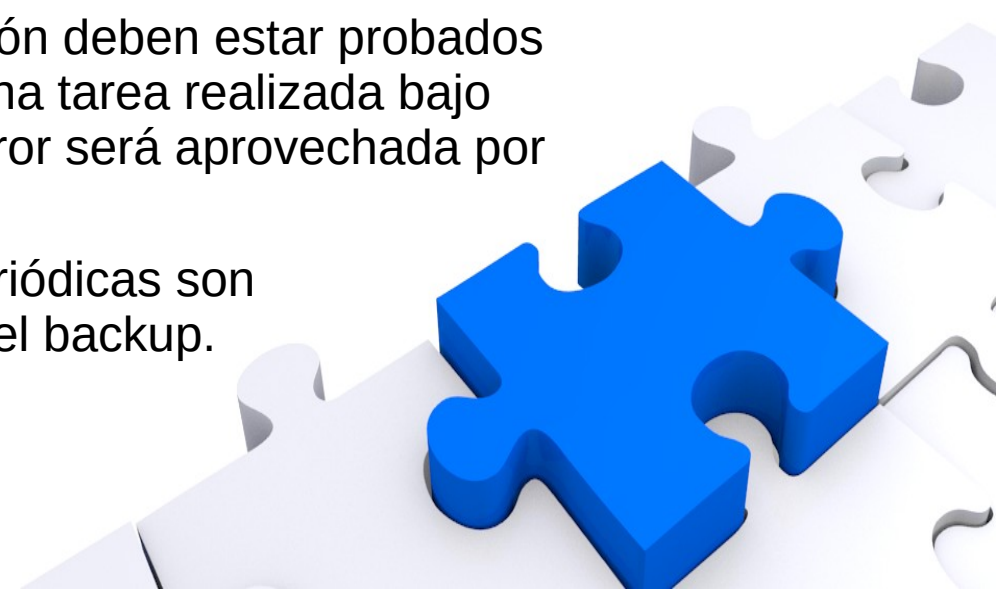 ón deben estar probados
na tarea realizada bajo
ror será aprovechada por
riódicas son
el backup.